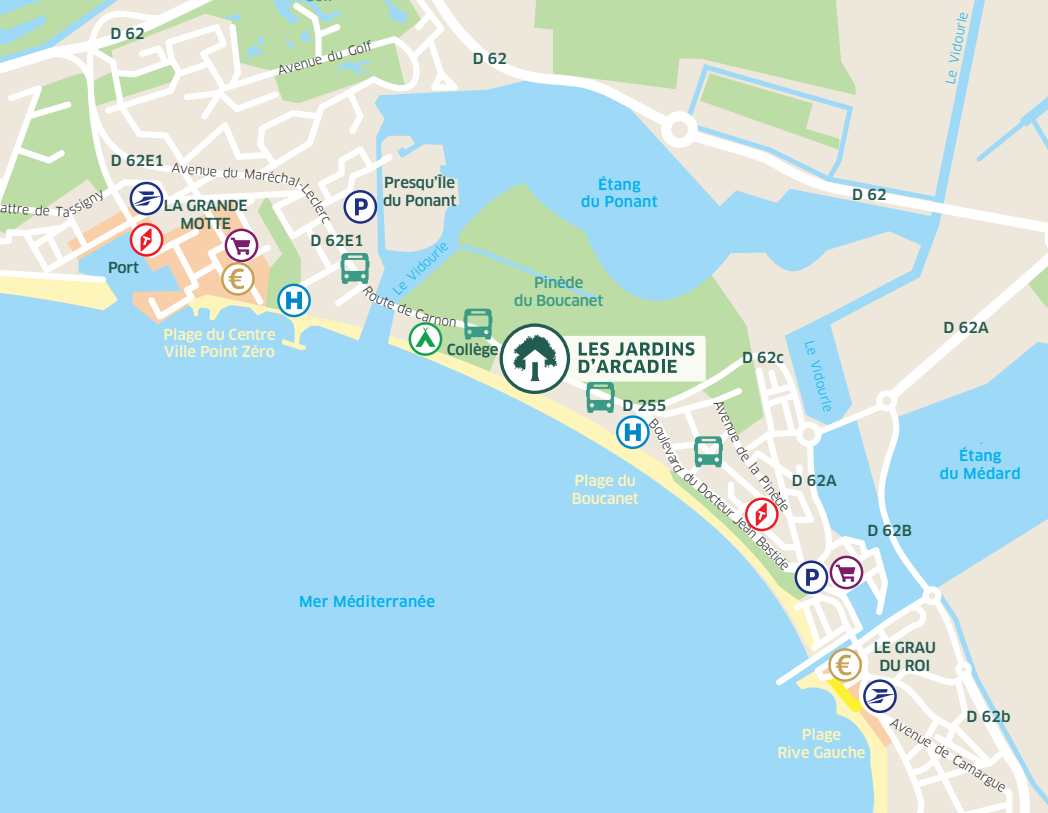 D 62
Avenue du Golf
D 62
Le Vidourle
D 62E1
Avenue du Maréchal-Leclerc
Tassigny
de
LA GRANDE
MOTTE
P
Presqu'île
du Ponant
Étang
du Ponant
D 62
D 62E1
Port
€
H
Le Vidourle
Route de Carnon
Pinède
du Boucanet
Plage du Centre
Ville Point Zéro
Collège
LES JARDINS
D'ARCADIE
D 62A
D 62c
Le Vidourle
D 255
H
Avenue de la Pinède
Boulevard du Docteur Jean Bastide
Étang
du Médard
Plage du
Boucanet
D 62A
D 62B
P
Mer Méditerranée
LE GRAU
DU ROI
€
D 62b
Plage
Rive Gauche
Avenue de Camargue